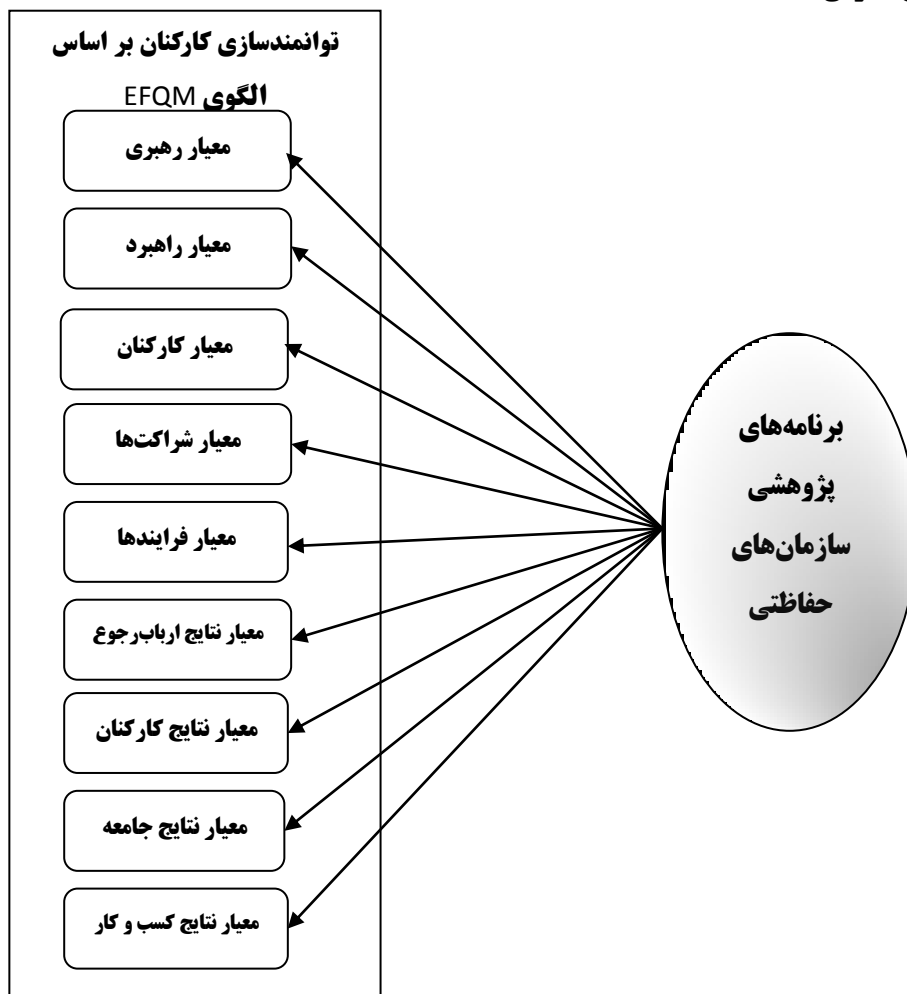 توانمندسازی کارکنان بر اساس
الگوی EFQM
معیار رهبری
معیار راهبرد
معیار کارکنان
معیار شراکت‌ها
معیار فرایندها
معیار نتایج ارباب‌رجوع
معیار نتایج کارکنان
معیار نتایج جامعه
معیار نتایج کسب و کار
برنامه‌های
پژوهشی
سازمان‌های
حفاظتی